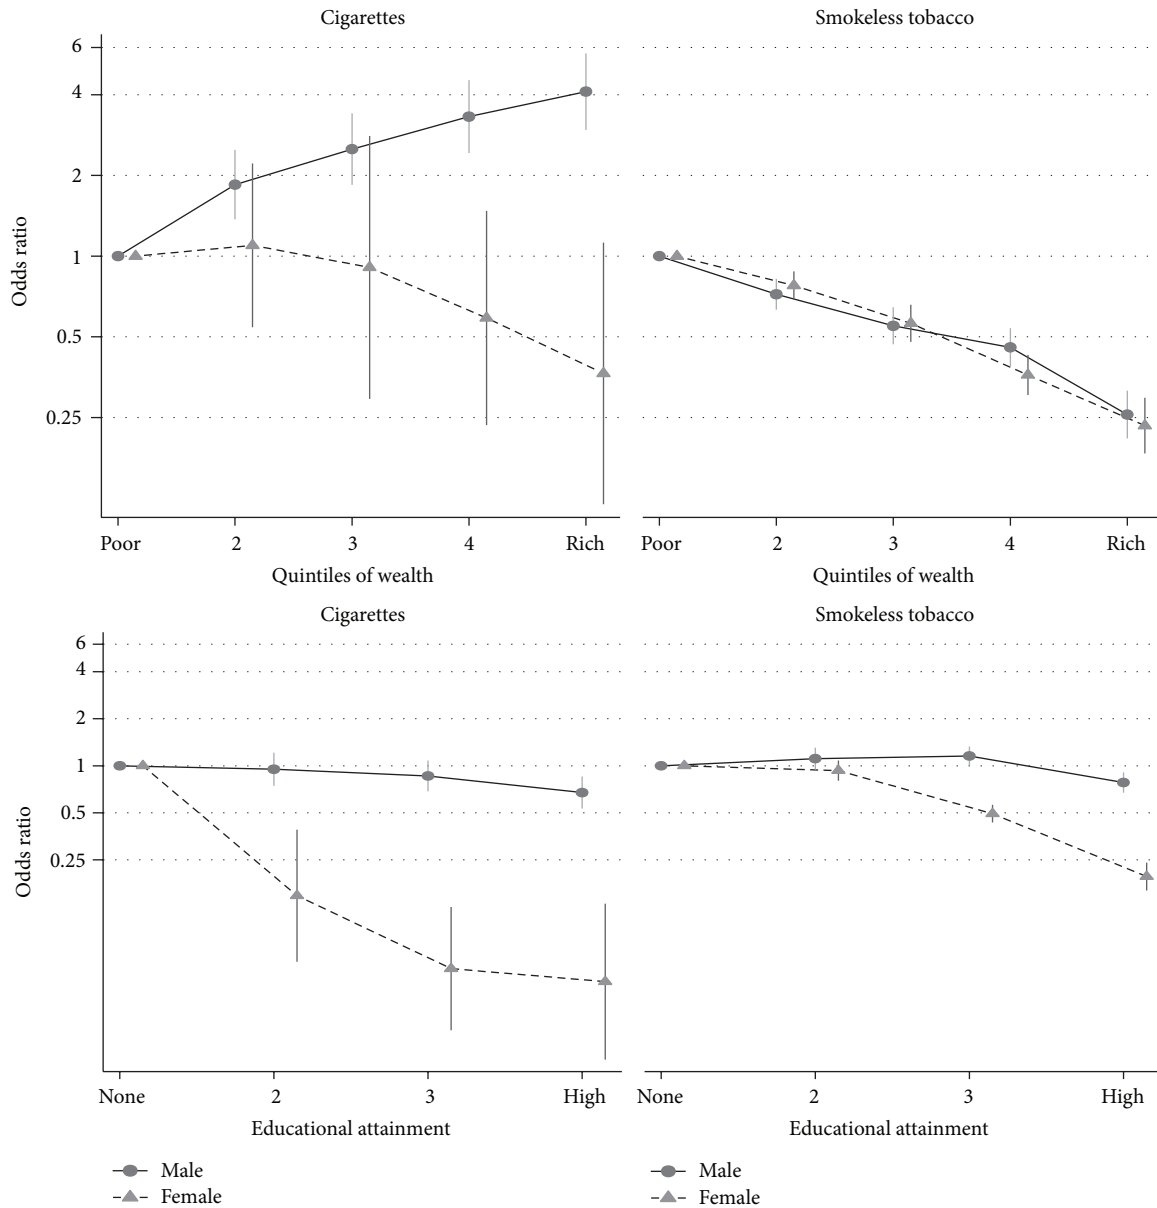 Cigarettes
Smokeless tobacco
6
4
2
1
0.5
0.25
Odds ratio
Poor 2 3 4 Rich
Poor 2 3 4 Rich
Quintiles of wealth
Quintiles of wealth
Cigarettes
Smokeless tobacco
6
4
2
1
0.5
0.25
Odds ratio
None 2 3 High
None 2 3 High
Educational attainment
Educational attainment
Male
Female
Male
Female